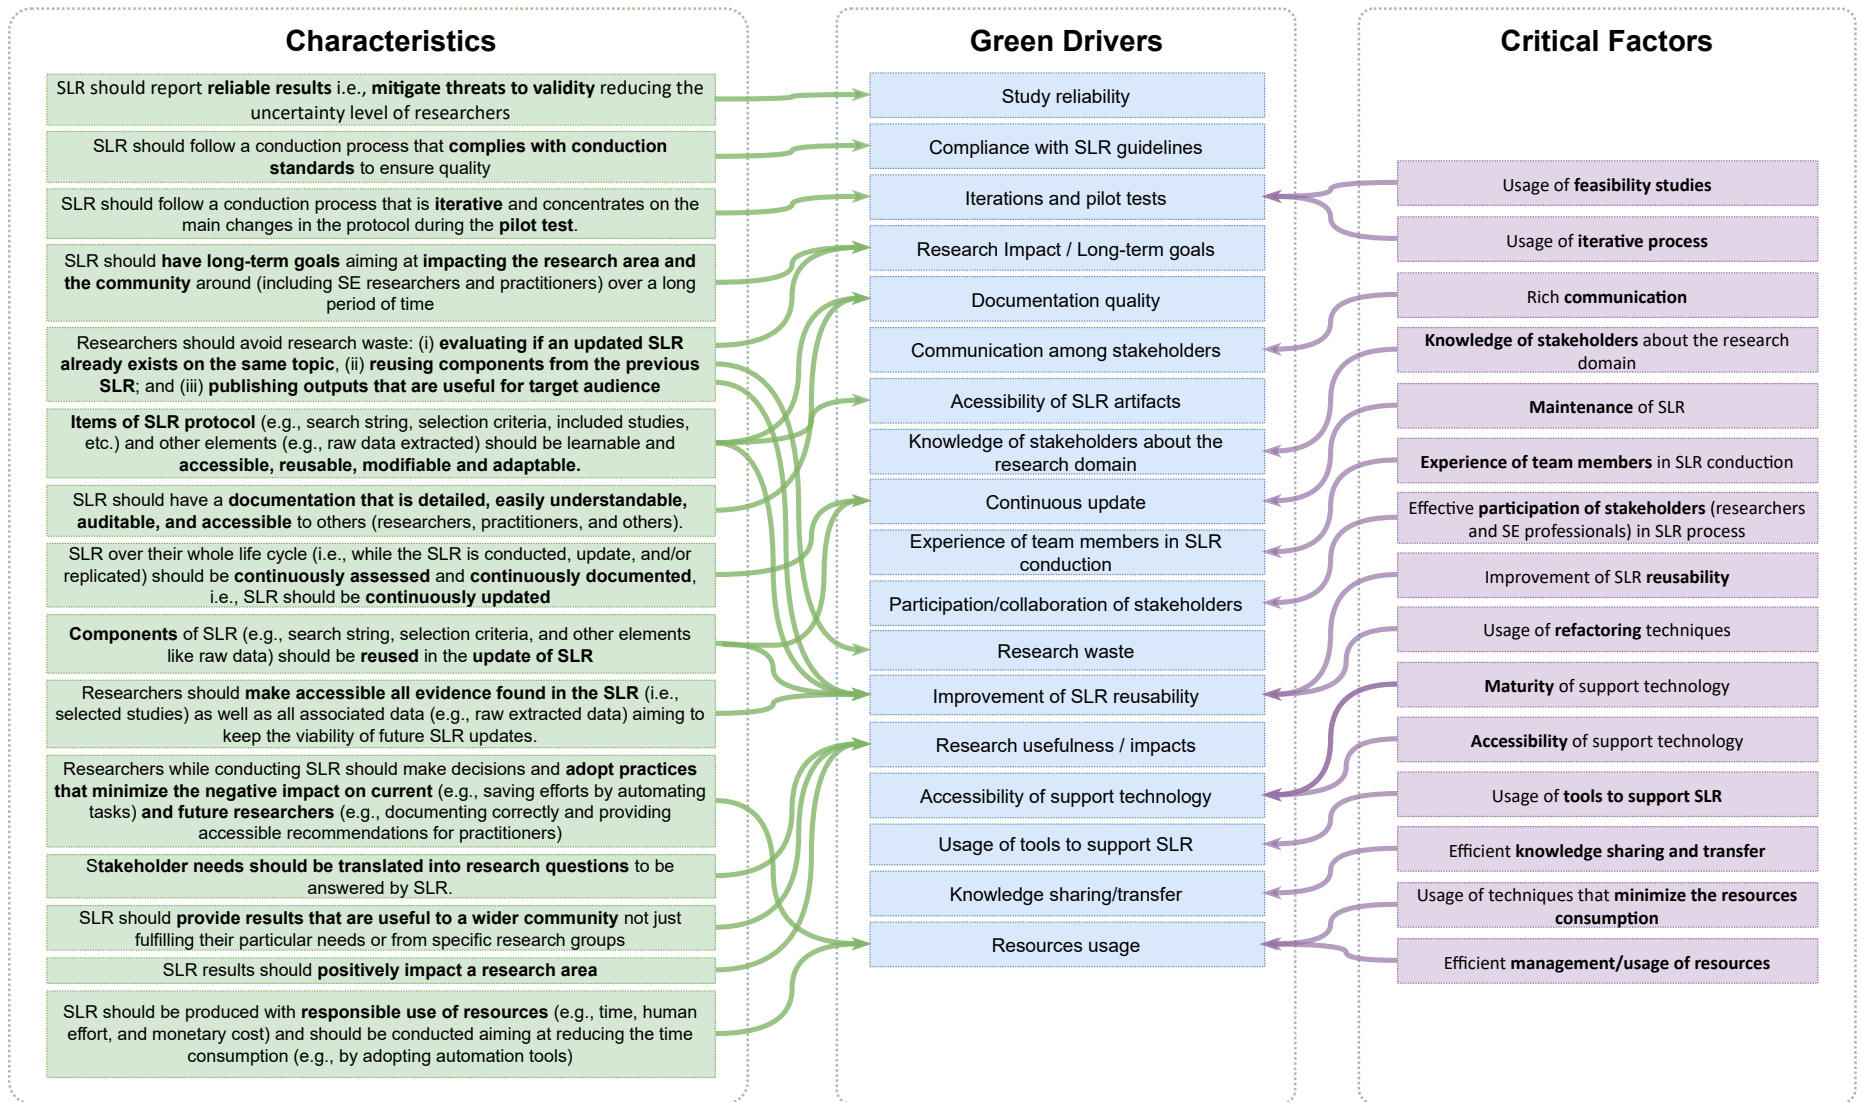 Characteristics
SLR should report reliable results i.e., mitigate threats to validity reducing the
uncertainty level of researchers
SLR should follow a conduction process that complies with conduction
standards to ensure quality
SLR should follow a conduction process that is iterative and concentrates on the
main changes in the protocol during the pilot test.
SLR should have long-term goals aiming at impacting the research area and
the community around (including SE researchers and practitioners) over a long
period of time
Researchers should avoid research waste: (i) evaluating if an updated SLR
already exists on the same topic, (ii) reusing components from the previous
SLR; and (iii) publishing outputs that are useful for target audience
Items of SLR protocol (e.g., search string, selection criteria, included studies,
etc.) and other elements (e.g., raw data extracted) should be learnable and
accessible, reusable, modifiable and adaptable.
SLR should have a documentation that is detailed, easily understandable,
auditable, and accessible to others (researchers, practitioners, and others).
SLR over their whole life cycle (i.e., while the SLR is conducted, update, and/or
replicated) should be continuously assessed and continuously documented,
i.e., SLR should be continuously updated
Components of SLR (e.g., search string, selection criteria, and other elements
like raw data) should be reused in the update of SLR
Researchers should make accessible all evidence found in the SLR (i.e.,
selected studies) as well as all associated data (e.g., raw extracted data) aiming to
keep the viability of future SLR updates.
Researchers while conducting SLR should make decisions and adopt practices
that minimize the negative impact on current (e.g., saving efforts by automating
tasks) and future researchers (e.g., documenting correctly and providing
accessible recommendations for practitioners)
Stakeholder needs should be translated into research questions to be
answered by SLR.
SLR should provide results that are useful to a wider community not just
fulfilling their particular needs or from specific research groups
SLR results should positively impact a research area
SLR should be produced with responsible use of resources (e.g., time, human
effort, and monetary cost) and should be conducted aiming at reducing the time
consumption (e.g., by adopting automation tools)
Green Drivers
Study reliability
Compliance with SLR guidelines
Iterations and pilot tests
Research Impact / Long-term goals
Documentation quality
Communication among stakeholders
Acessibility of SLR artifacts
Knowledge of stakeholders about the
research domain
Continuous update
Experience of team members in SLR
conduction
Participation/collaboration of stakeholders
Research waste
Improvement of SLR reusability
Research usefulness / impacts
Accessibility of support technology
Usage of tools to support SLR
Knowledge sharing/transfer
Resources usage
Critical Factors
Usage of feasibility studies
Usage of iterative process
Rich communication
Knowledge of stakeholders about the research
domain
Maintenance of SLR
Experience of team members in SLR conduction
Effective participation of stakeholders (researchers
and SE professionals) in SLR process
Improvement of SLR reusability
Usage of refactoring techniques
Maturity of support technology
Accessibility of support technology
Usage of tools to support SLR
Efficient knowledge sharing and transfer
Usage of techniques that minimize the resources
consumption
Efficient management/usage of resources